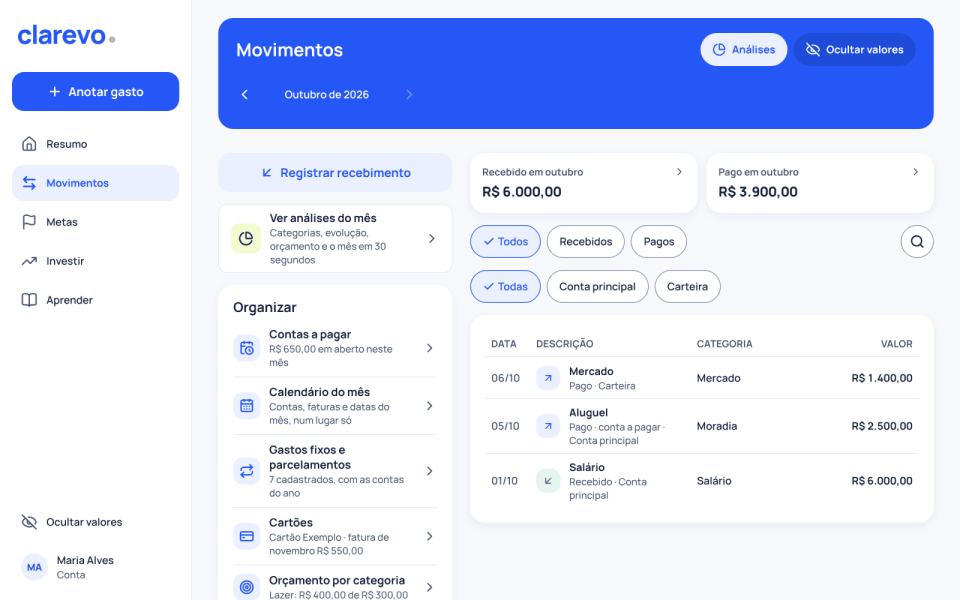 clarevo
Anotar gasto
Resumo
Movimentos
Metas
Investir
Aprender
Ocultar valores
MA
Maria Alves
Conta
Movimentos
Análises
Ocultar valores
Outubro de 2026
Registrar recebimento
Ver análises do mês
Categorias, evolução,
orçamento e o mês em 30
segundos
Organizar
Contas a pagar
R$ 650,00 em aberto neste
mês
Calendário do mês
Contas, faturas e datas do
mês, num lugar só
Gastos fixos e
parcelamentos
7 cadastrados, com as contas
do ano
Cartões
Cartão Exemplo · fatura de
novembro R$ 550,00
Orçamento por categoria
Lazer: R$ 400,00 de R$ 300,00
Recebido em outubro
R$ 6.000,00
Pago em outubro
R$ 3.900,00
Todos
Recebidos
Pagos
Todas
Conta principal
Carteira
DATA DESCRIÇÃO CATEGORIA VALOR
06/10 Mercado Mercado R$ 1.400,00
Pago · Carteira
05/10 Aluguel Moradia R$ 2.500,00
Pago · conta a pagar ·
Conta principal
01/10 Salário Salário R$ 6.000,00
Recebido · Conta
principal